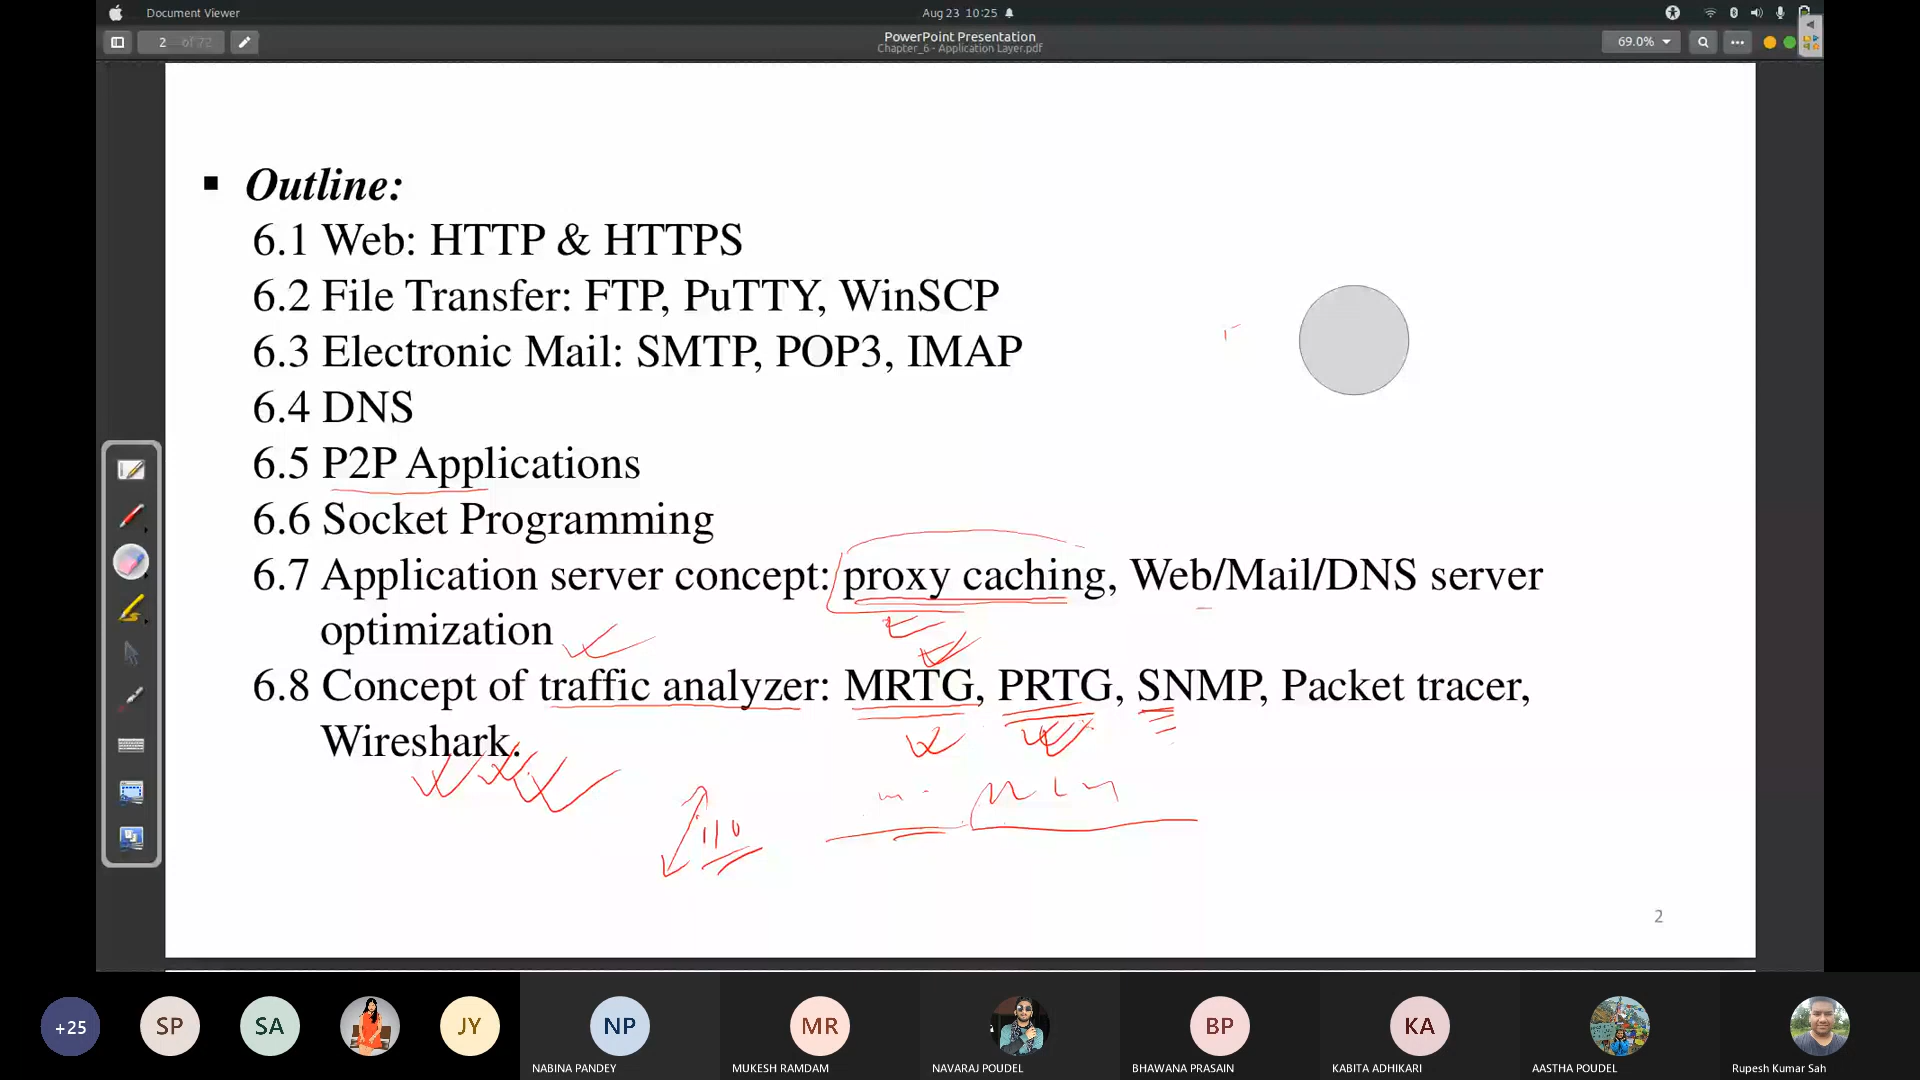 Document Viewer
Aug 23 10:25
2 of 72
PowerPoint Presentation
Chapter_6 - Application Layer.pdf
69.0%
▪ Outline:
6.1 Web: HTTP & HTTPS
6.2 File Transfer: FTP, PuTTY, WinSCP
6.3 Electronic Mail: SMTP, POP3, IMAP
6.4 DNS
6.5 P2P Applications
6.6 Socket Programming
6.7 Application server concept: proxy caching, Web/Mail/DNS server
optimization
6.8 Concept of traffic analyzer: MRTG, PRTG, SNMP, Packet tracer,
Wireshark.
2
+25
SP
SA
JY
NP
MR
BP
KA
NABINA PANDEY
MUKESH RAMDAM
NAVARAJ POUDEL
BHAWANA PRASAIN
KABITA ADHIKARI
AASTHA POUDEL
Rupesh Kumar Sah